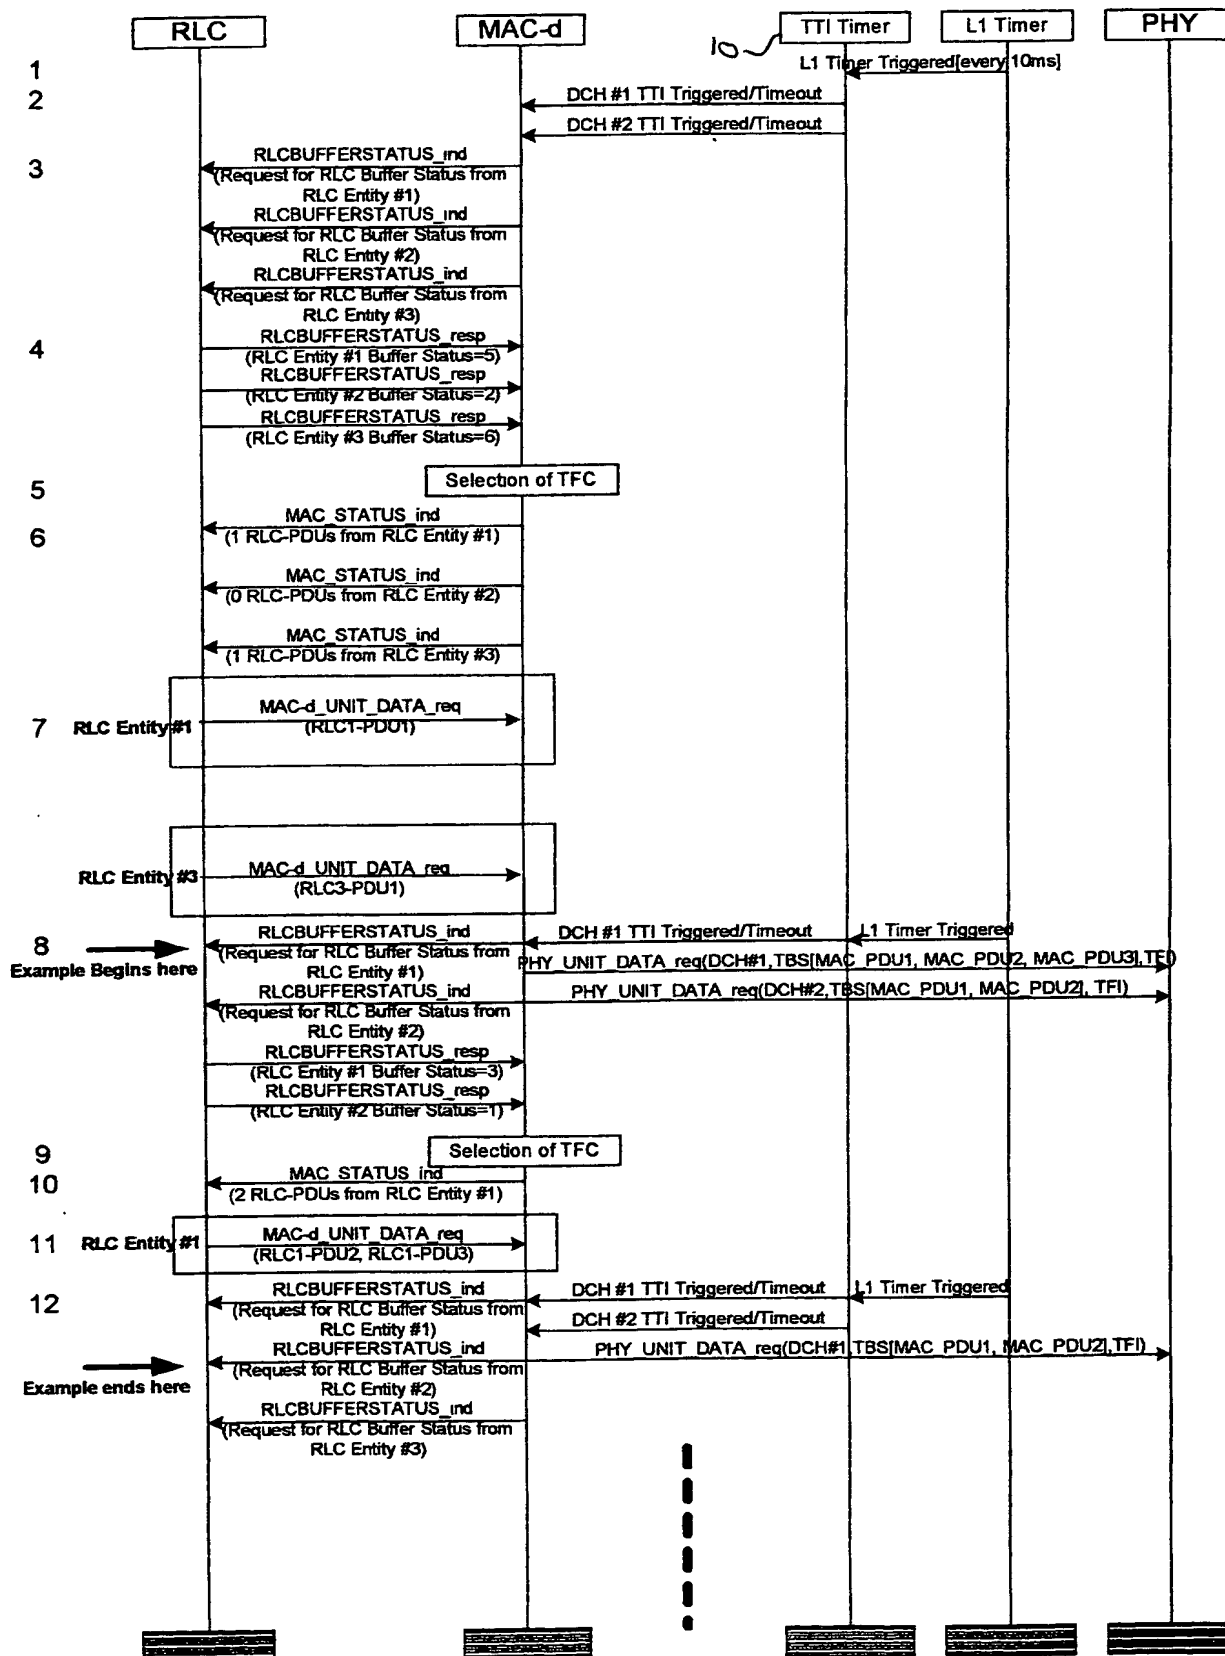 RLC
MAC-d
10
TTI Timer
L1 Timer
PHY
1
L1 Timer Triggered[every 10ms]
2
DCH #1 TTI Triggered/Timeout
DCH #2 TTI Triggered/Timeout
3
RLCBUFFERSTATUS_ind
(Request for RLC Buffer Status from
RLC Entity #1)
RLCBUFFERSTATUS_ind
(Request for RLC Buffer Status from
RLC Entity #2)
RLCBUFFERSTATUS_ind
(Request for RLC Buffer Status from
RLC Entity #3)
4
RLCBUFFERSTATUS_resp
(RLC Entity #1 Buffer Status=5)
RLCBUFFERSTATUS_resp
(RLC Entity #2 Buffer Status=2)
RLCBUFFERSTATUS_resp
(RLC Entity #3 Buffer Status=6)
5
Selection of TFC
6
MAC_STATUS_ind
(1 RLC-PDUs from RLC Entity #1)
MAC_STATUS_ind
(0 RLC-PDUs from RLC Entity #2)
MAC_STATUS_ind
(1 RLC-PDUs from RLC Entity #3)
7
RLC Entity #1
MAC-d_UNIT_DATA_req
(RLC1-PDU1)
RLC Entity #3
MAC-d_UNIT_DATA_req
(RLC3-PDU1)
8
Example Begins here
RLCBUFFERSTATUS_ind
DCH #1 TTI Triggered/Timeout
L1 Timer Triggered
(Request for RLC Buffer Status from
RLC Entity #1)
PHY_UNIT_DATA_req(DCH#1,TBS[MAC_PDU1, MAC_PDU2, MAC_PDU3],TFI)
RLCBUFFERSTATUS_ind
PHY_UNIT_DATA_req(DCH#2,TBS[MAC_PDU1, MAC_PDU2], TFI)
(Request for RLC Buffer Status from
RLC Entity #2)
RLCBUFFERSTATUS_resp
(RLC Entity #1 Buffer Status=3)
RLCBUFFERSTATUS_resp
(RLC Entity #2 Buffer Status=1)
9
Selection of TFC
10
MAC_STATUS_ind
(2 RLC-PDUs from RLC Entity #1)
11
RLC Entity #1
MAC-d_UNIT_DATA_req
(RLC1-PDU2, RLC1-PDU3)
12
RLCBUFFERSTATUS_ind
DCH #1 TTI Triggered/Timeout
L1 Timer Triggered
(Request for RLC Buffer Status from
RLC Entity #1)
DCH #2 TTI Triggered/Timeout
RLCBUFFERSTATUS_ind
PHY_UNIT_DATA_req(DCH#1,TBS[MAC_PDU1, MAC_PDU2],TFI)
Example ends here
(Request for RLC Buffer Status from
RLC Entity #2)
RLCBUFFERSTATUS_ind
(Request for RLC Buffer Status from
RLC Entity #3)